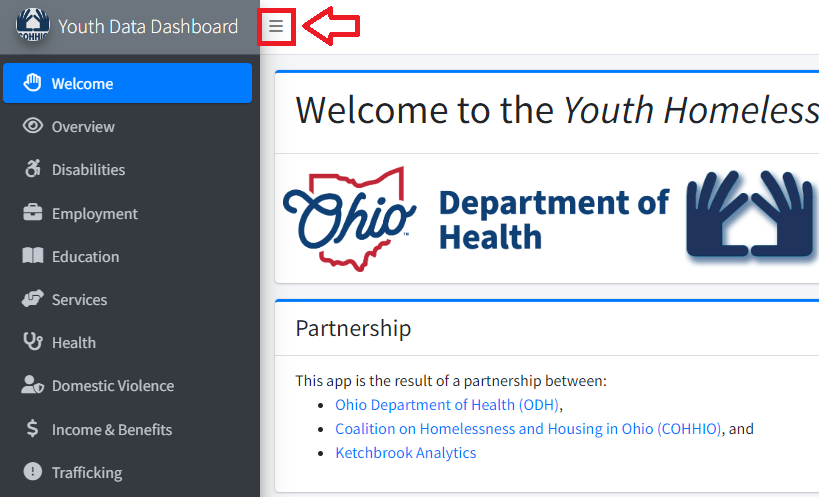 COHHIO
Youth Data Dashboard
Welcome
Overview
Disabilities
Employment
Education
Services
Health
Domestic Violence
Income & Benefits
Trafficking
Welcome to the Youth Homeless
Ohio
TM
Department of
Health
Partnership
This app is the result of a partnership between:
• Ohio Department of Health (ODH),
• Coalition on Homelessness and Housing in Ohio (COHHIO), and
• Ketchbrook Analytics